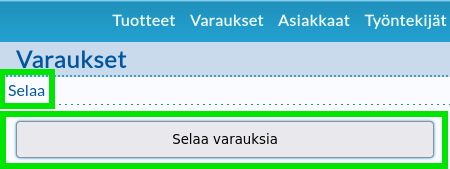 Tuotteet Varaukset Asiakkaat Työntekijät
Varaukset
Selaa
Selaa varauksia